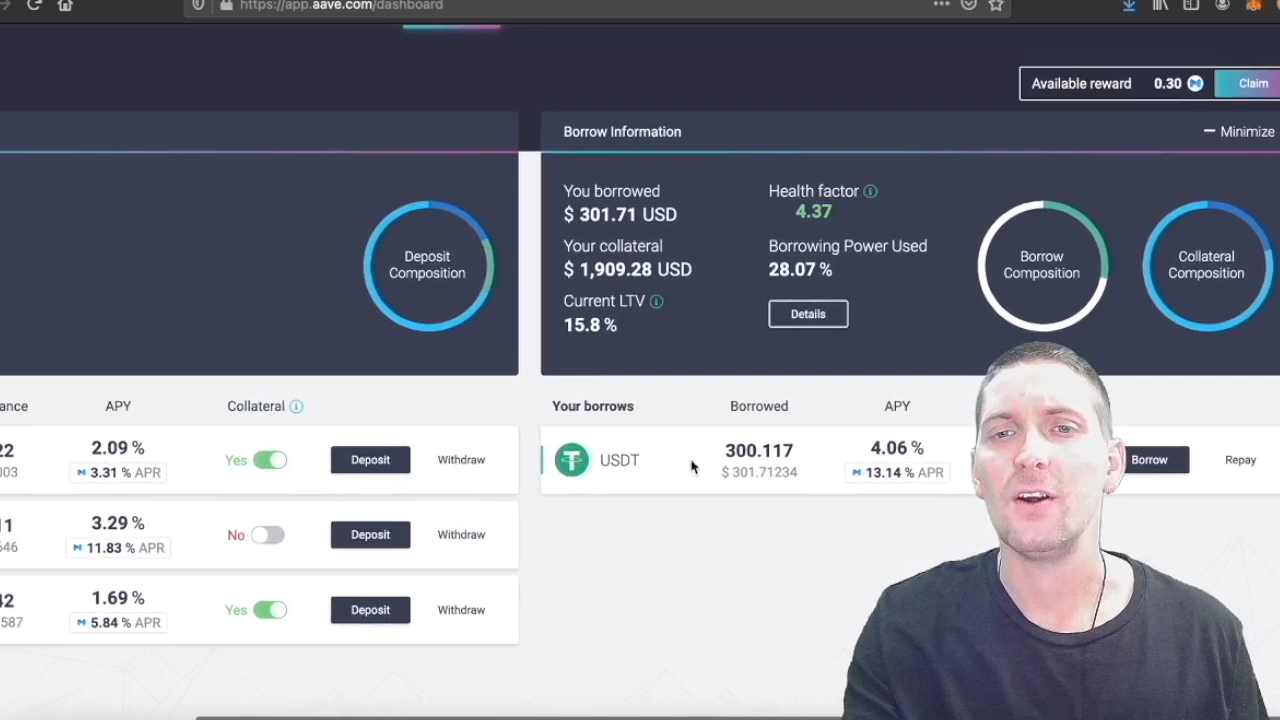 https://app.aave.com/dashboard
Available reward 0.30 Claim
Borrow Information Minimize
You borrowed
$ 301.71 USD
Health factor
4.37
Your collateral
$ 1,909.28 USD
Borrowing Power Used
28.07 %
Current LTV
15.8 %
Details
Deposit
Composition
Borrow
Composition
Collateral
Composition
APY Collateral
2.09 %
3.31 % APR
Yes Deposit Withdraw
3.29 %
11.83 % APR
No Deposit Withdraw
1.69 %
5.84 % APR
Yes Deposit Withdraw
Your borrows Borrowed APY
USDT
300.117
$ 301.71234
4.06 %
13.14 % APR
Borrow Repay